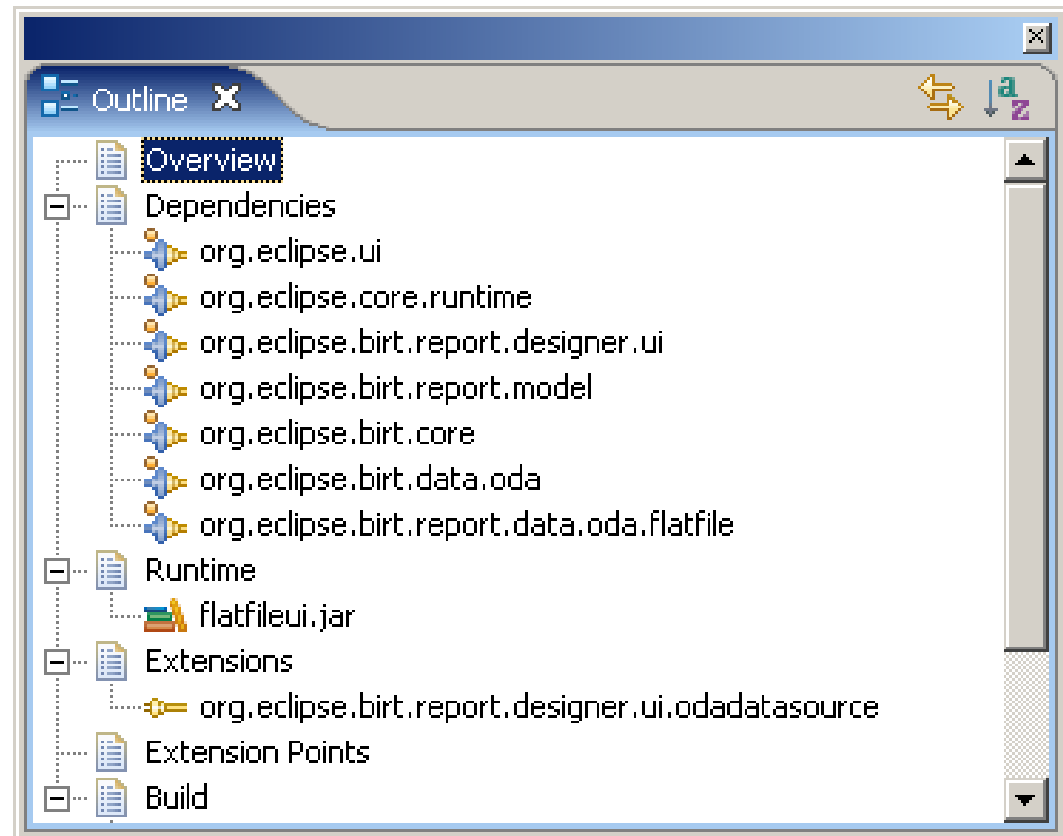 Outline
Overview
Dependencies
org.eclipse.ui
org.eclipse.core.runtime
org.eclipse.birt.report.designer.ui
org.eclipse.birt.report.model
org.eclipse.birt.core
org.eclipse.birt.data.oda
org.eclipse.birt.report.data.oda.flatfile
Runtime
flatfileui.jar
Extensions
org.eclipse.birt.report.designer.ui.odadatasource
Extension Points
Build